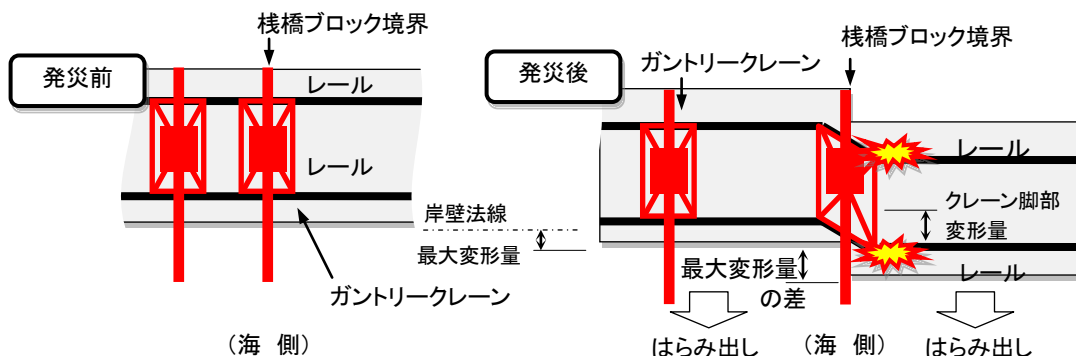 桟橋ブロック境界
発災前
レール
レール
岸壁法線
最大変形量
ガントリークレーン
（海　側）
発災後
ガントリークレーン
桟橋ブロック境界
レール
クレーン脚部
変形量
レール
最大変形量
の差
はらみ出し
（海　側）
はらみ出し